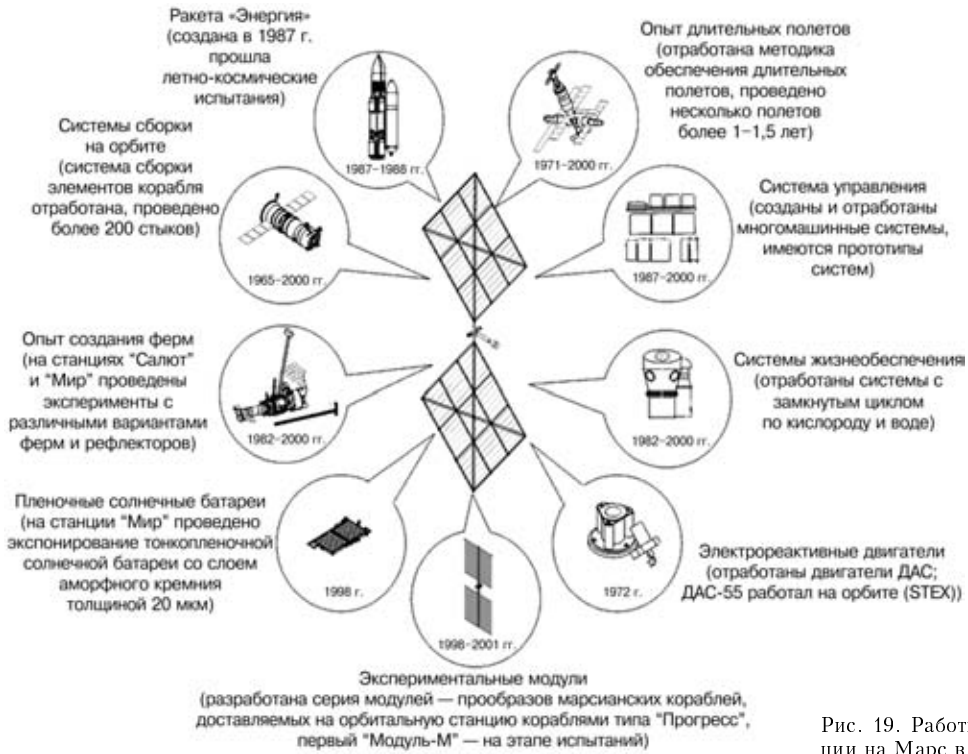 Ракета «Энергия»
(создана в 1987 г.
прошла
летно-космические
испытания)
1987–1988 гг.
Опыт длительных полетов
(отработана методика
обеспечения длительных
полетов, проведено
несколько полетов
более 1–1,5 лет)
1971–2000 гг.
Системы сборки
на орбите
(система сборки
элементов корабля
отработана, проведено
более 200 стыков)
1965–2000 гг.
Система управления
(созданы и отработаны
многомашинные системы,
имеются прототипы
систем)
1987–2000 гг.
Опыт создания ферм
(на станциях "Салют"
и "Мир" проведены
эксперименты с
различными вариантами
ферм и рефлекторов)
1982–2000 гг.
Системы жизнеобеспечения
(отработаны системы с
замкнутым циклом
по кислороду и воде)
1982–2000 гг.
Пленочные солнечные батареи
(на станции "Мир" проведено
экспонирование тонкопленочной
солнечной батареи со слоем
аморфного кремния
толщиной 20 мкм)
1998 г.
Электрореактивные двигатели
(отработаны двигатели ДАС;
ДАС-55 работал на орбите (STEX))
1972 г.
1998–2001 гг.
Экспериментальные модули
(разработана серия модулей — прообразов марсианских кораблей,
доставляемых на орбитальную станцию кораблями типа "Прогресс",
первый "Модуль-М" — на этапе испытаний)
Рис. 19. Работ
ции на Марс в